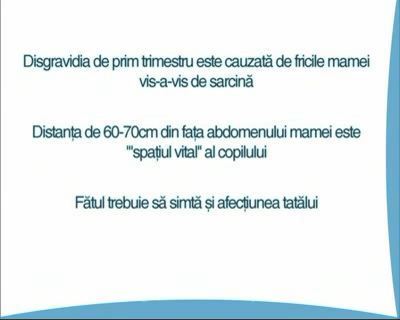 Disgravidia de prim trimestru este cauzată de fricile mamei
vis-a-vis de sarcină
Distanța de 60-70cm din fața abdomenului mamei este
'"spațiul vital" al copilului
Fătul trebuie să simtă și afecțiunea tatălui